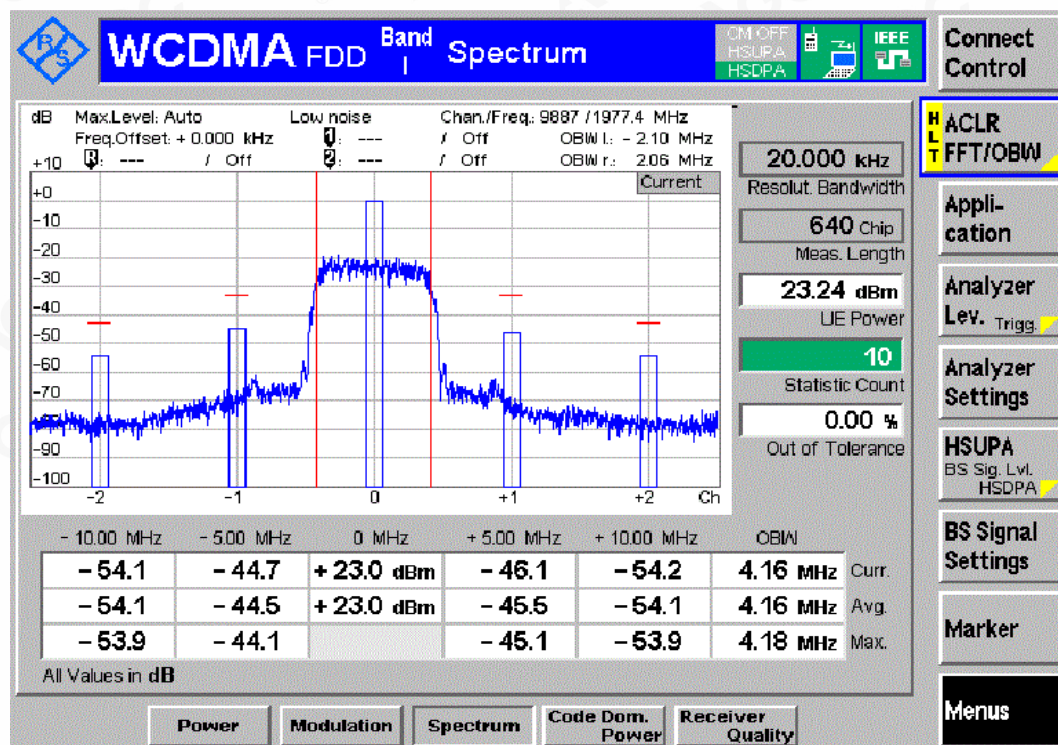 R&S
WCDMA FDD Band I Spectrum
CM OFF
HSUPA
HSDPA
IEEE
Connect
Control
dB Max.Level: Auto Low noise Chan./Freq.: 9887 / 1977.4 MHz
Freq.Offset: + 0.000 kHz 1: --- / Off OBW l: - 2.10 MHz
R: --- / Off 2: --- / Off OBW r.: 2.06 MHz
Current
+10
+0
-10
-20
-30
-40
-50
-60
-70
-90
-100
-2 -1 0 +1 +2 Ch
20.000 kHz
Resolut. Bandwidth
640 Chip
Meas. Length
23.24 dBm
UE Power
10
Statistic Count
0.00 %
Out of Tolerance
H
L
T
ACLR
FFT/OBW
Appli-
cation
Analyzer
Lev. Trigg.
Analyzer
Settings
HSUPA
BS Sig. Lvl.
HSDPA
BS Signal
Settings
Marker
Menus
- 10.00 MHz - 5.00 MHz 0 MHz + 5.00 MHz + 10.00 MHz OBW
- 54.1 - 44.7 + 23.0 dBm - 46.1 - 54.2 4.16 MHz Curr.
- 54.1 - 44.5 + 23.0 dBm - 45.5 - 54.1 4.16 MHz Avg.
- 53.9 - 44.1 - 45.1 - 53.9 4.18 MHz Max.
All Values in dB
Power
Modulation
Spectrum
Code Dom.
Power
Receiver
Quality